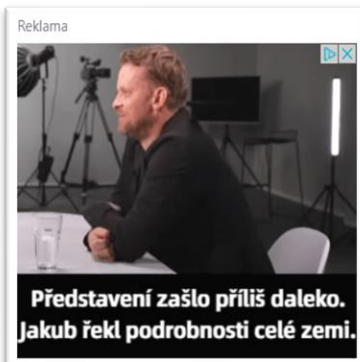 Reklama
Představení zašlo příliš daleko.
Jakub řekl podrobnosti celé zemi.